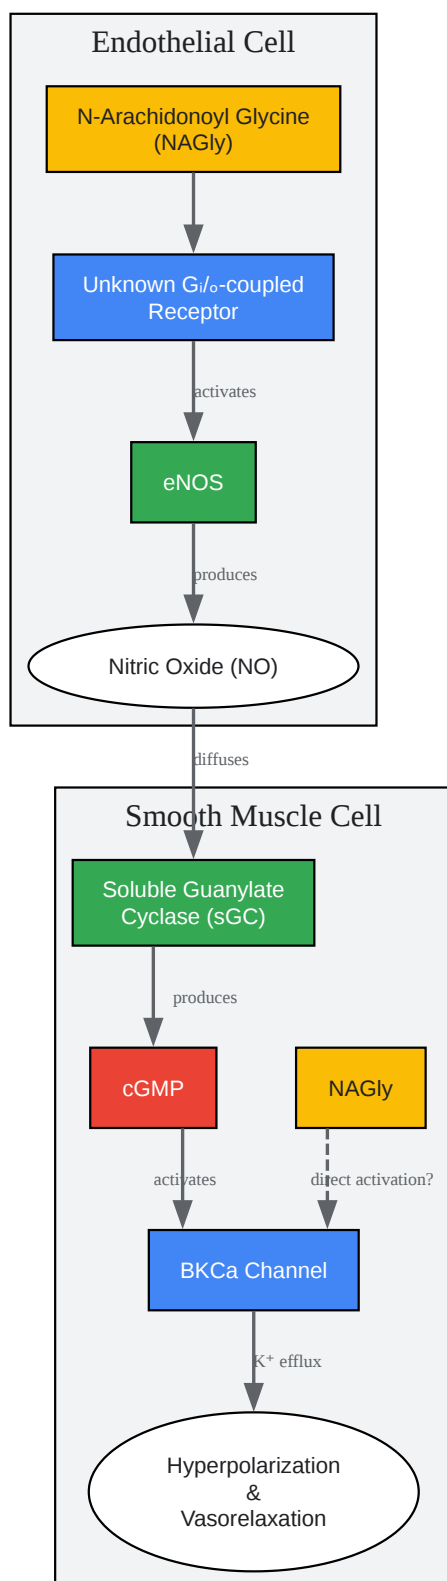 Endothelial Cell
N-Arachidonoyl Glycine
(NAGly)
Unknown Gᵢ/ₒ-coupled
Receptor
activates
eNOS
produces
Nitric Oxide (NO)
diffuses
Smooth Muscle Cell
Soluble Guanylate
Cyclase (sGC)
produces
cGMP
NAGly
activates
direct activation?
BKCa Channel
K⁺ efflux
Hyperpolarization
&
Vasorelaxation